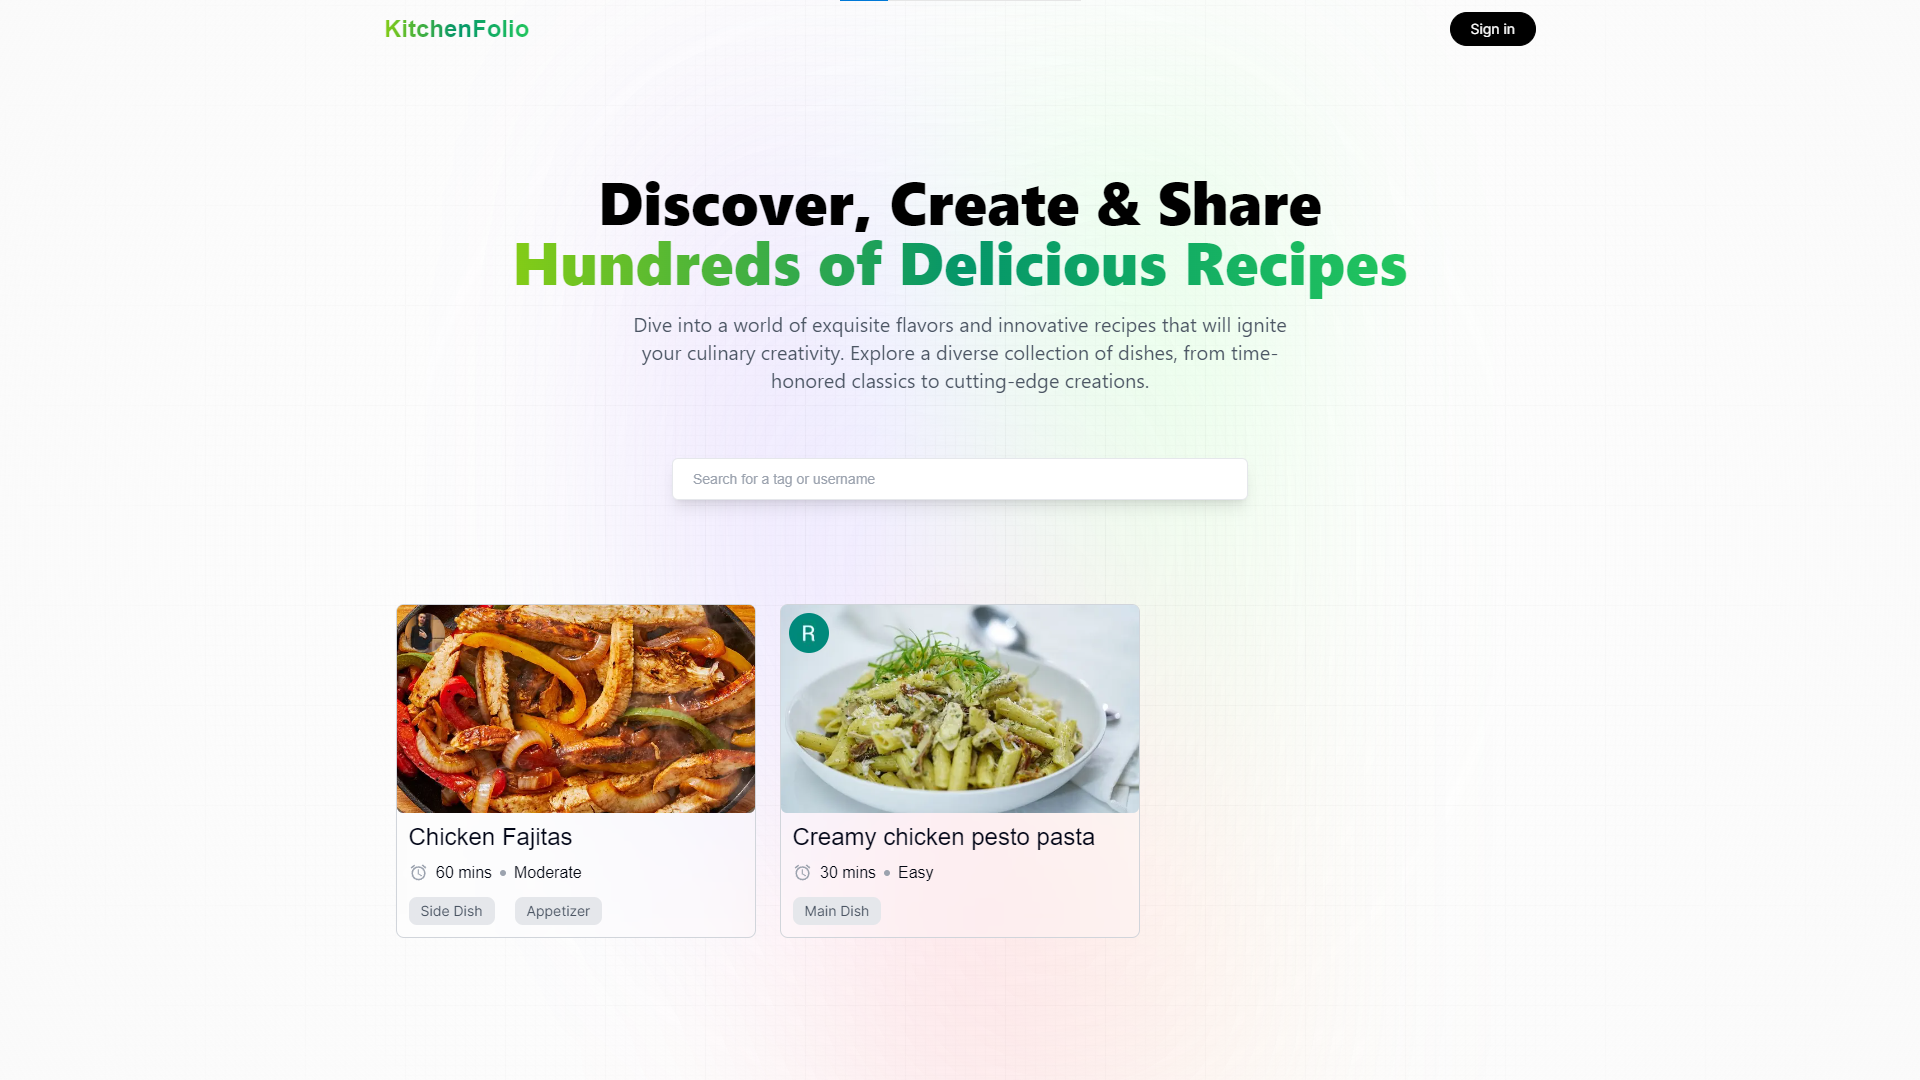 KitchenFolio
Sign in
Discover, Create & Share
Hundreds of Delicious Recipes
Dive into a world of exquisite flavors and innovative recipes that will ignite
your culinary creativity. Explore a diverse collection of dishes, from time-
honored classics to cutting-edge creations.
Search for a tag or username
R
Chicken Fajitas
60 mins • Moderate
Side Dish Appetizer
Creamy chicken pesto pasta
30 mins • Easy
Main Dish